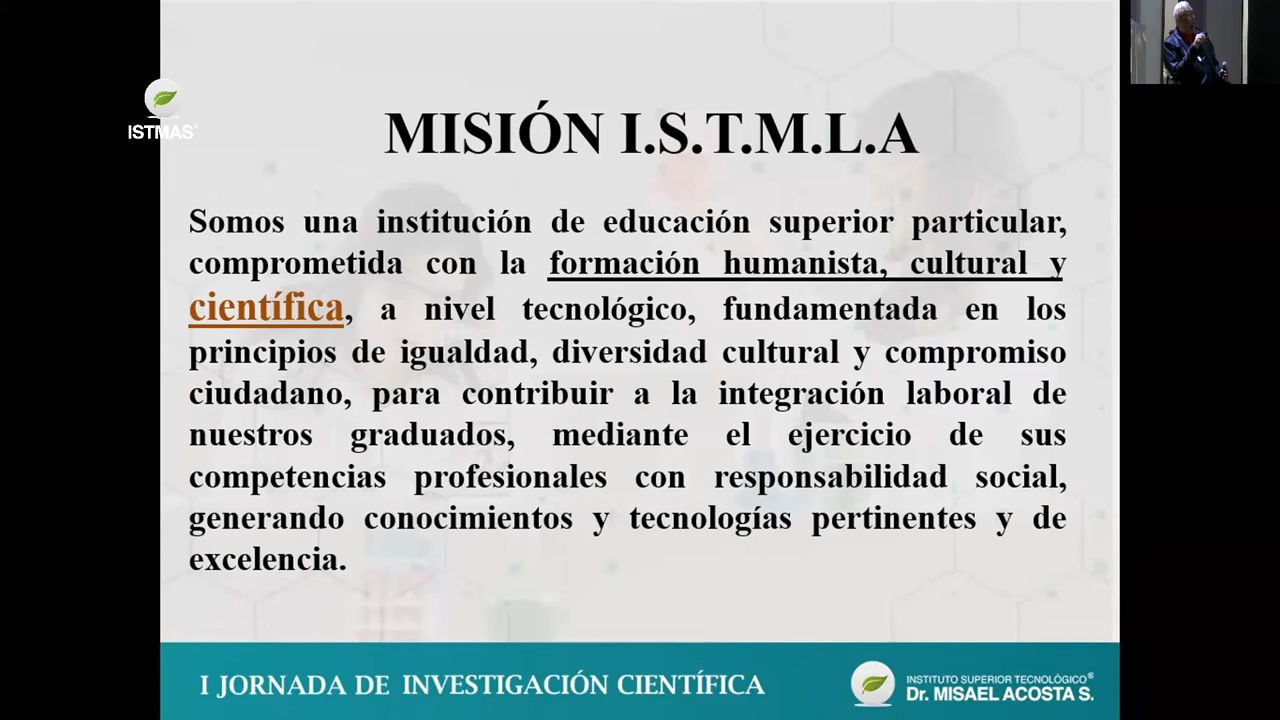 ISTMAS®
MISIÓN I.S.T.M.L.A
Somos una institución de educación superior particular,
comprometida con la formación humanista, cultural y
científica, a nivel tecnológico, fundamentada en los
principios de igualdad, diversidad cultural y compromiso
ciudadano, para contribuir a la integración laboral de
nuestros graduados, mediante el ejercicio de sus
competencias profesionales con responsabilidad social,
generando conocimientos y tecnologías pertinentes y de
excelencia.
I JORNADA DE INVESTIGACIÓN CIENTÍFICA
INSTITUTO SUPERIOR TECNOLÓGICO®
Dr. MISAEL ACOSTA S.